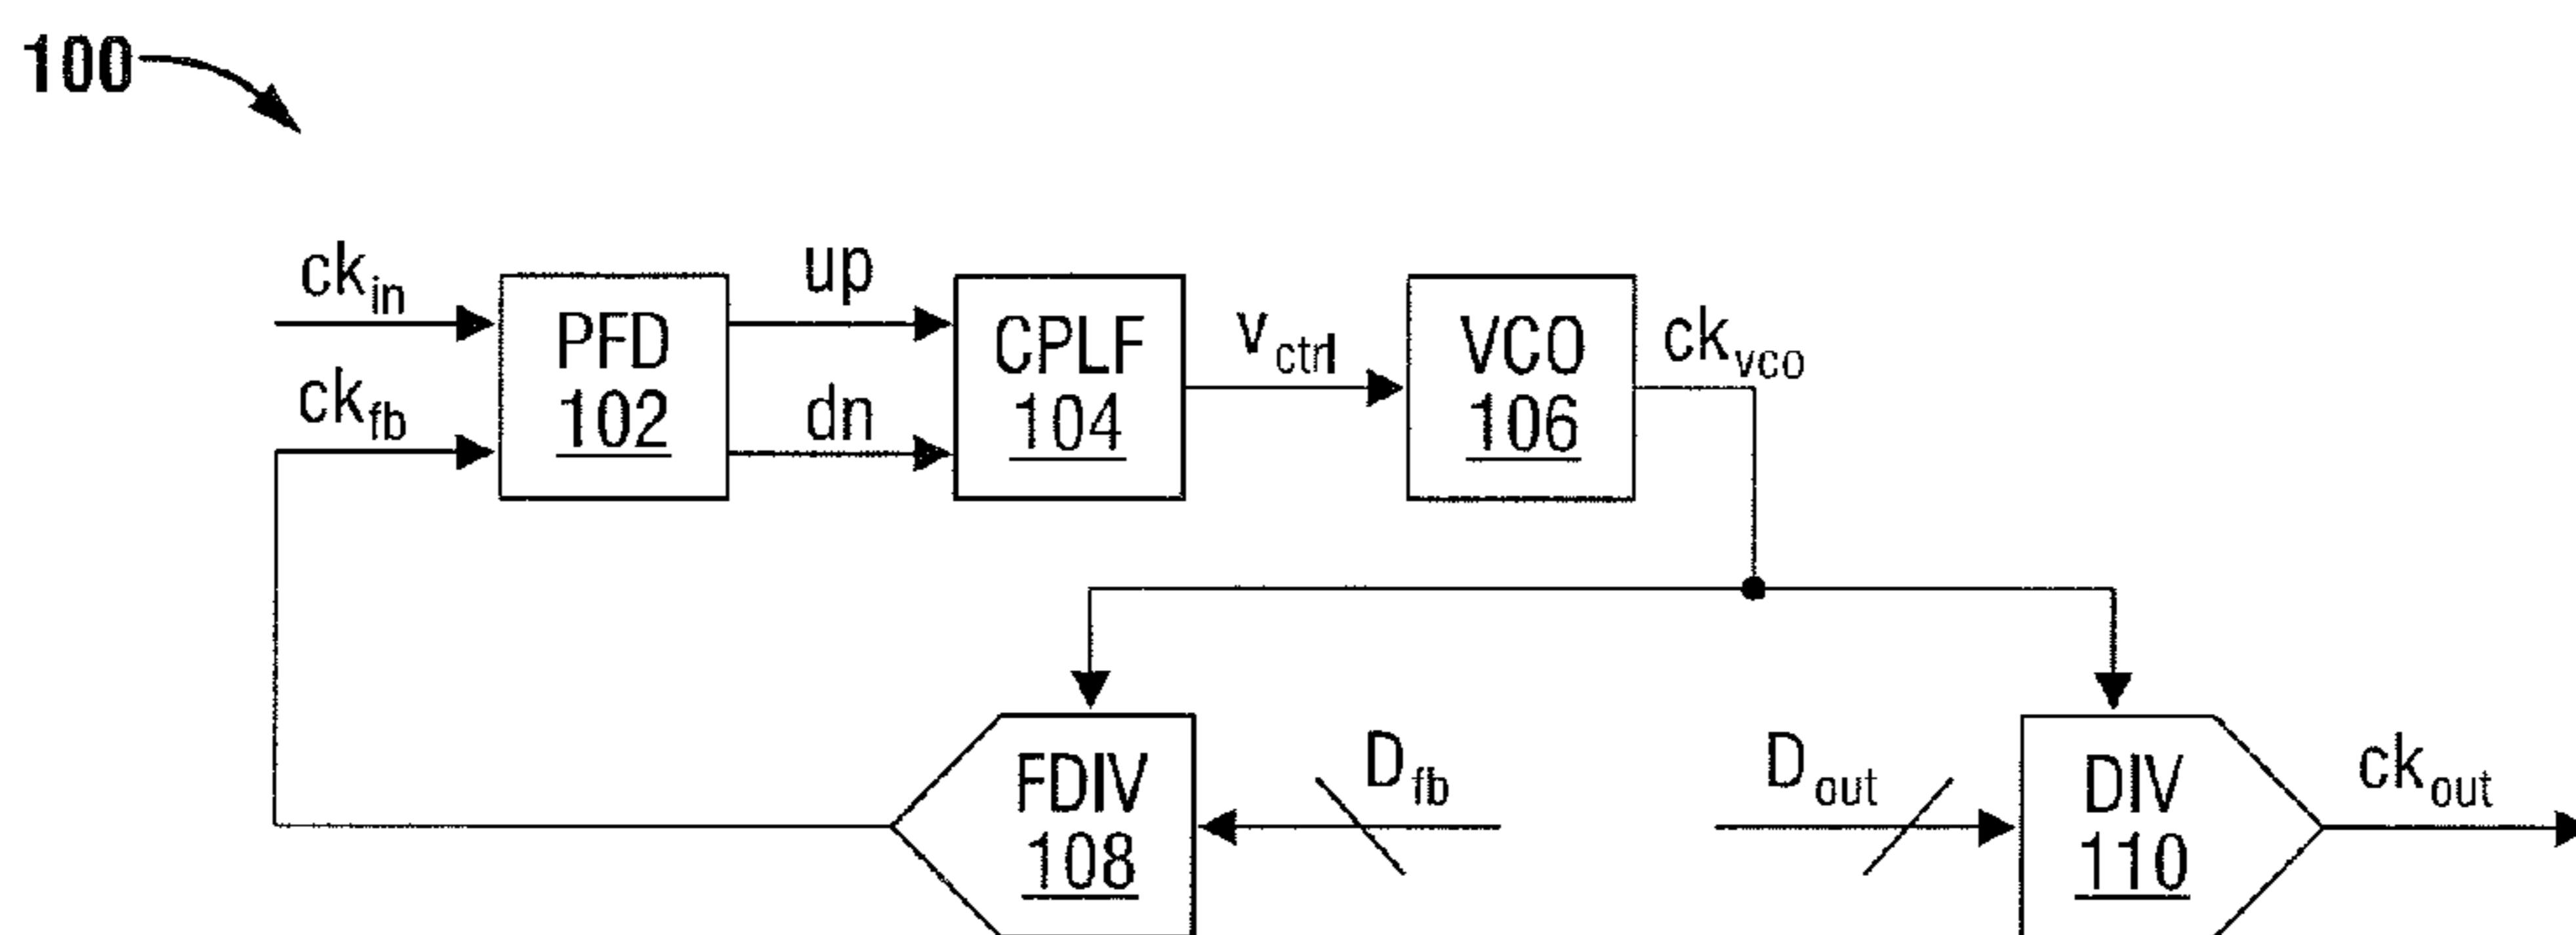 100
ck_in
up
ck_fb
dn
PFD
102
CPLF
104
v_ctrl
VCO
106
ck_vco
FDIV
108
D_fb
D_out
DIV
110
ck_out